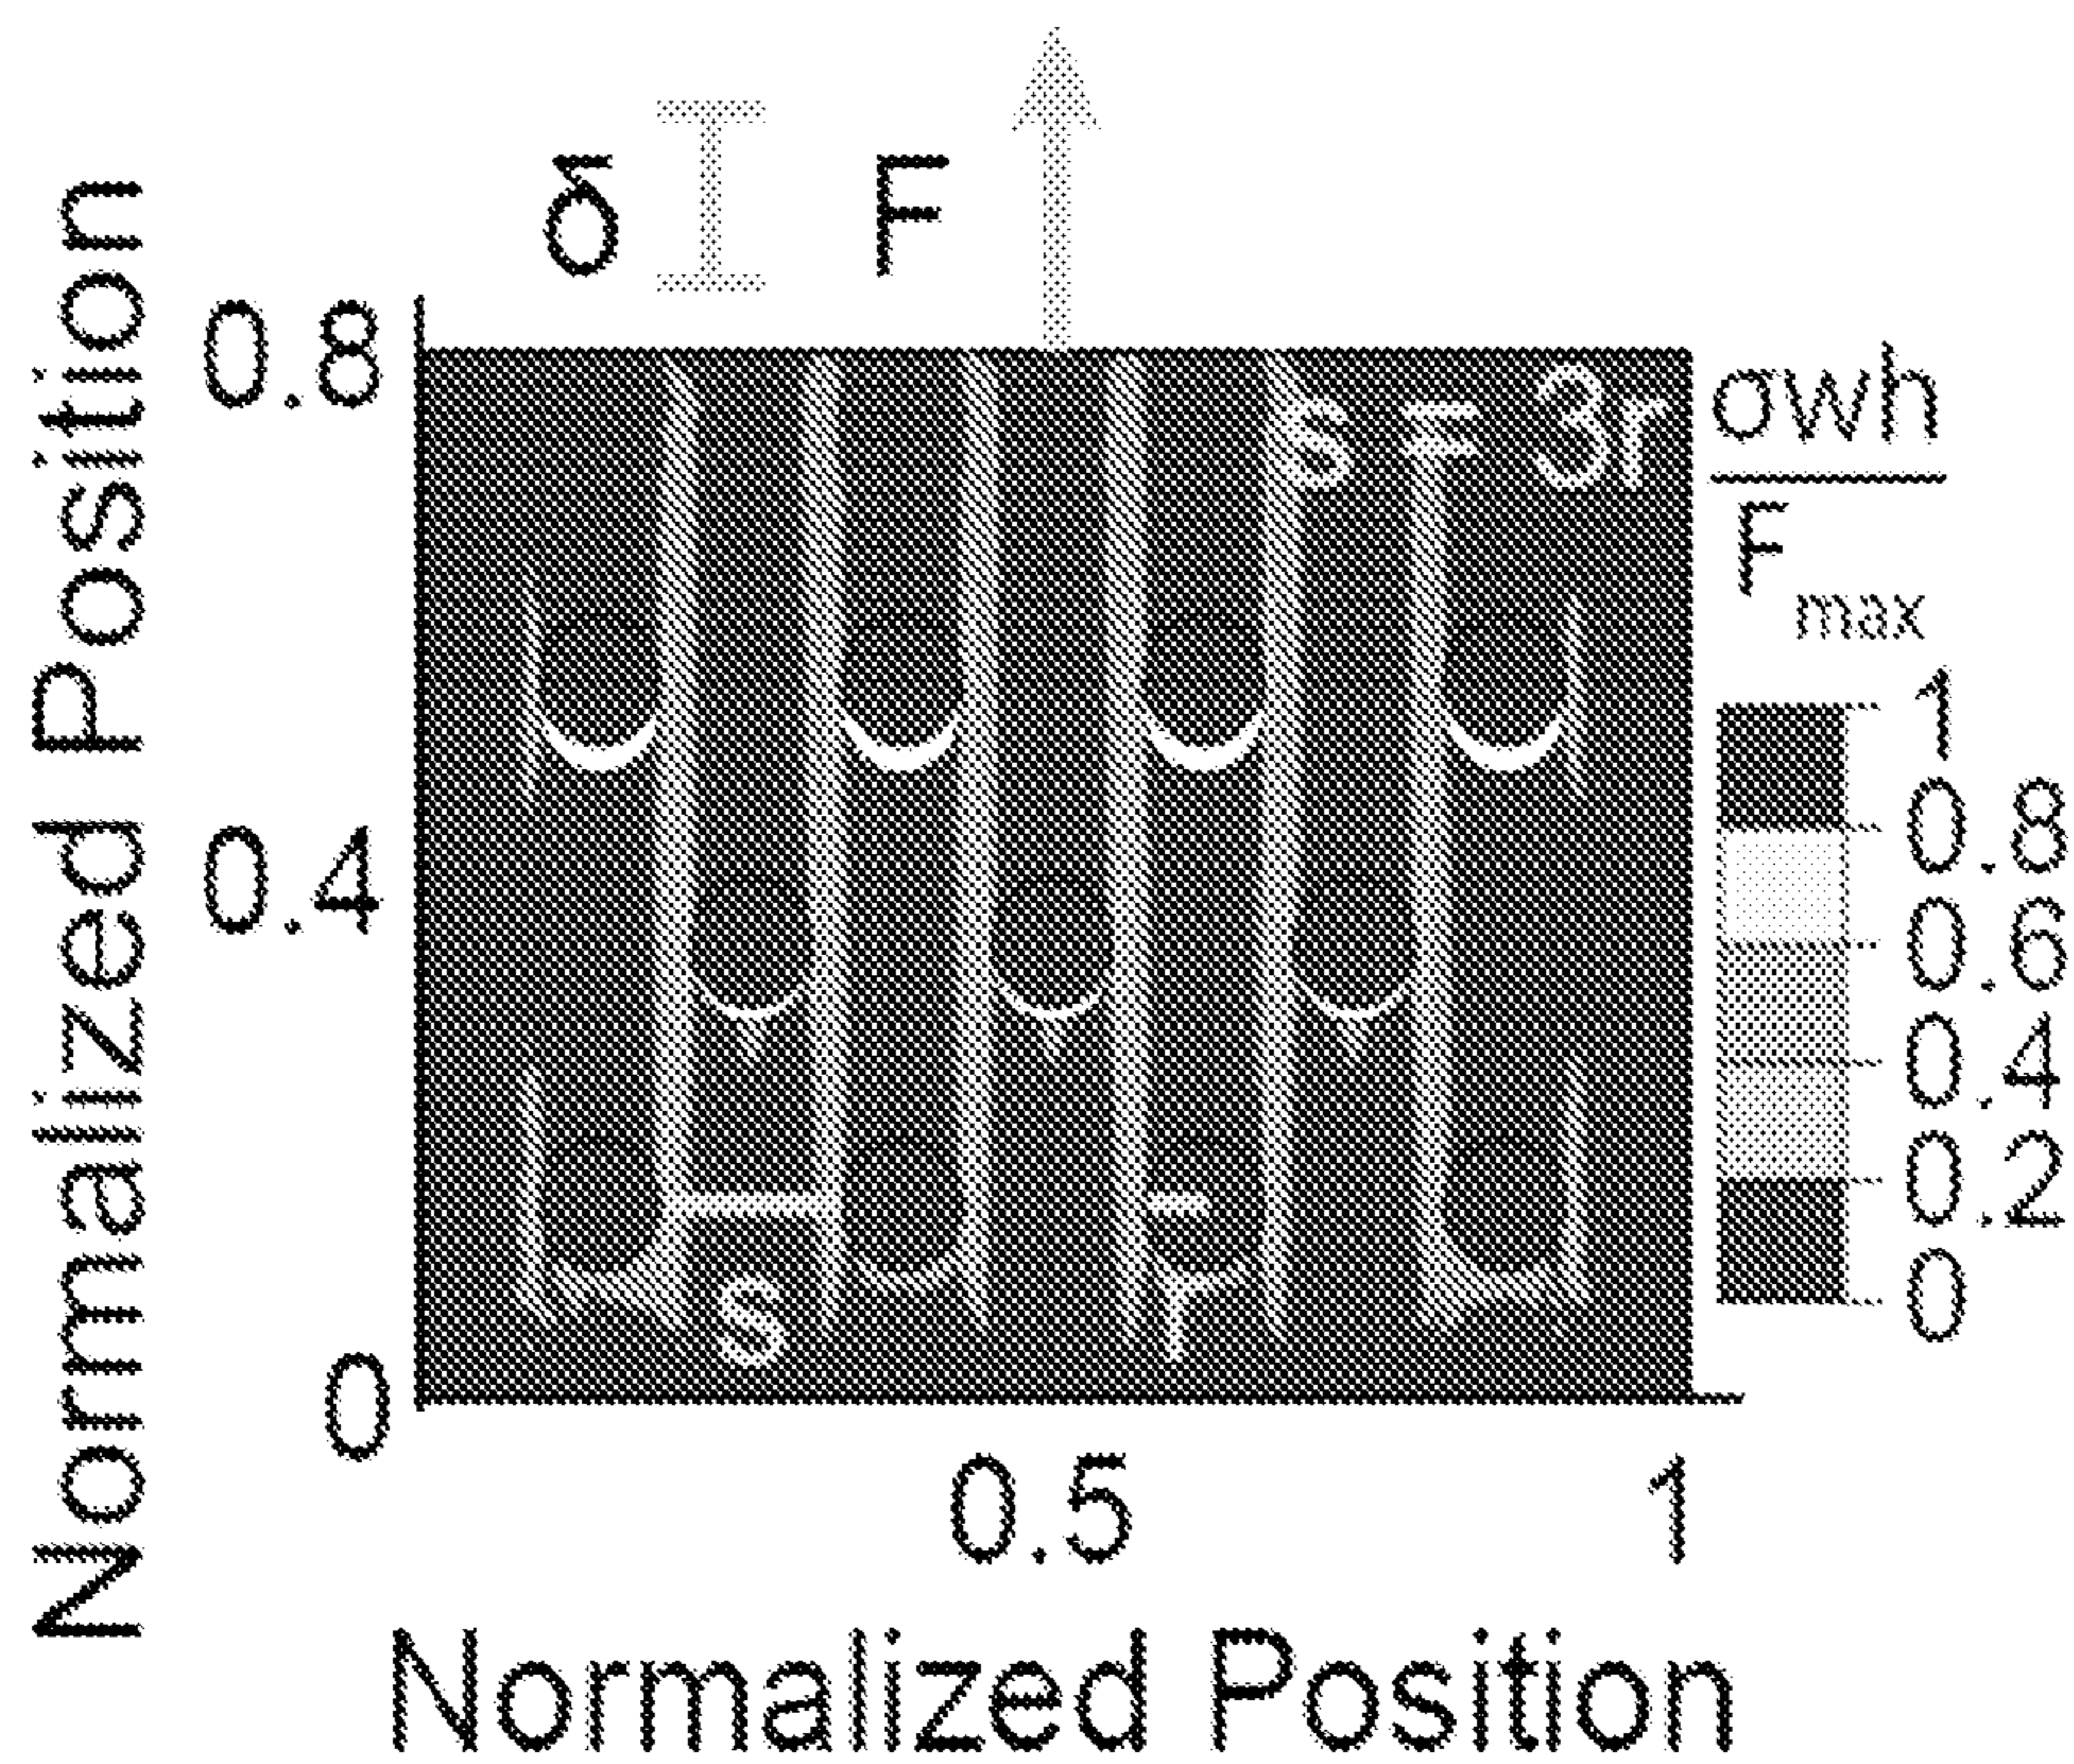 δ F
Normalized Position
0.8
0.4
0
s = 3r
s
r
σwh
Fmax
1
0.8
0.6
0.4
0.2
0
0.5
1
Normalized Position